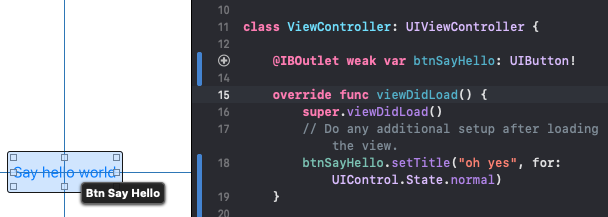 10
11 class ViewController: UIViewController {
12
@IBOutlet weak var btnSayHello: UIButton!
14
15 override func viewDidLoad() {
16 super.viewDidLoad()
17 // Do any additional setup after loading
the view.
18 btnSayHello.setTitle("oh yes", for:
UIControl.State.normal)
19 }
20
Say hello world
Btn Say Hello